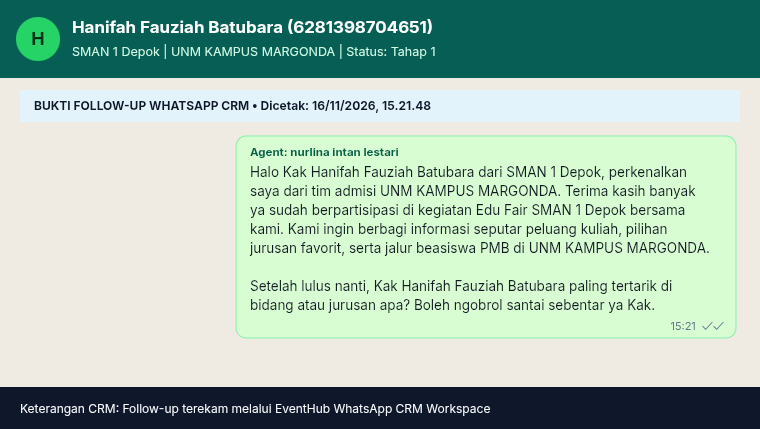 H
Hanifah Fauziah Batubara (6281398704651)
SMAN 1 Depok | UNM KAMPUS MARGONDA | Status: Tahap 1
BUKTI FOLLOW-UP WHATSAPP CRM • Dicetak: 16/11/2026, 15.21.48
Agent: nurlina intan lestari
Halo Kak Hanifah Fauziah Batubara dari SMAN 1 Depok, perkenalkan
saya dari tim admisi UNM KAMPUS MARGONDA. Terima kasih banyak
ya sudah berpartisipasi di kegiatan Edu Fair SMAN 1 Depok bersama
kami. Kami ingin berbagi informasi seputar peluang kuliah, pilihan
jurusan favorit, serta jalur beasiswa PMB di UNM KAMPUS MARGONDA.
Setelah lulus nanti, Kak Hanifah Fauziah Batubara paling tertarik di
bidang atau jurusan apa? Boleh ngobrol santai sebentar ya Kak.
15:21
Keterangan CRM: Follow-up terekam melalui EventHub WhatsApp CRM Workspace